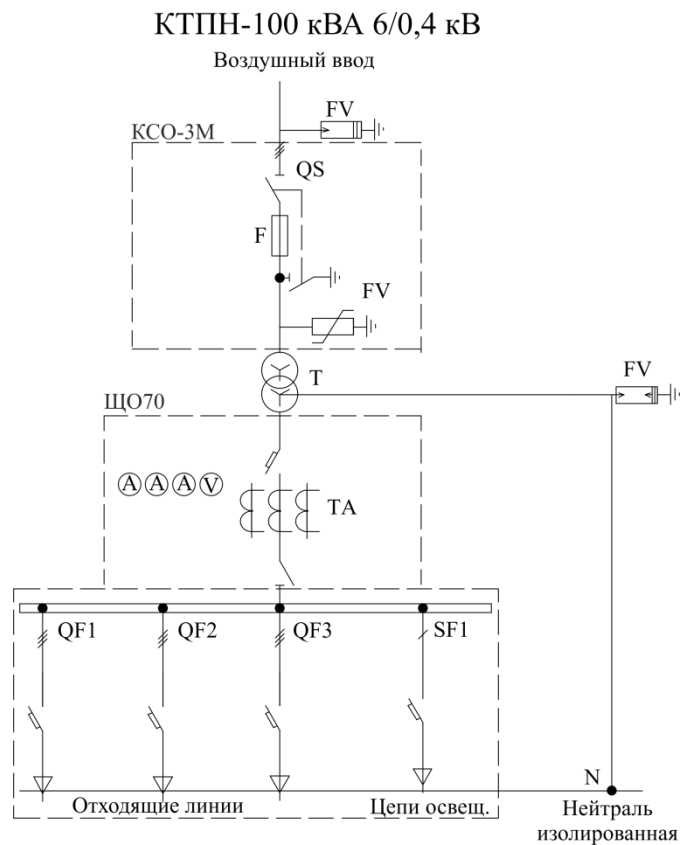 КТПН-100 кВА 6/0,4 кВ
Воздушный ввод
FV
КСО-3М
QS
F
FV
T
FV
ЩО70
A A A V
TA
QF1 QF2 QF3 SF1
N
Отходящие линии Цепи освещ. Нейтраль
изолированная